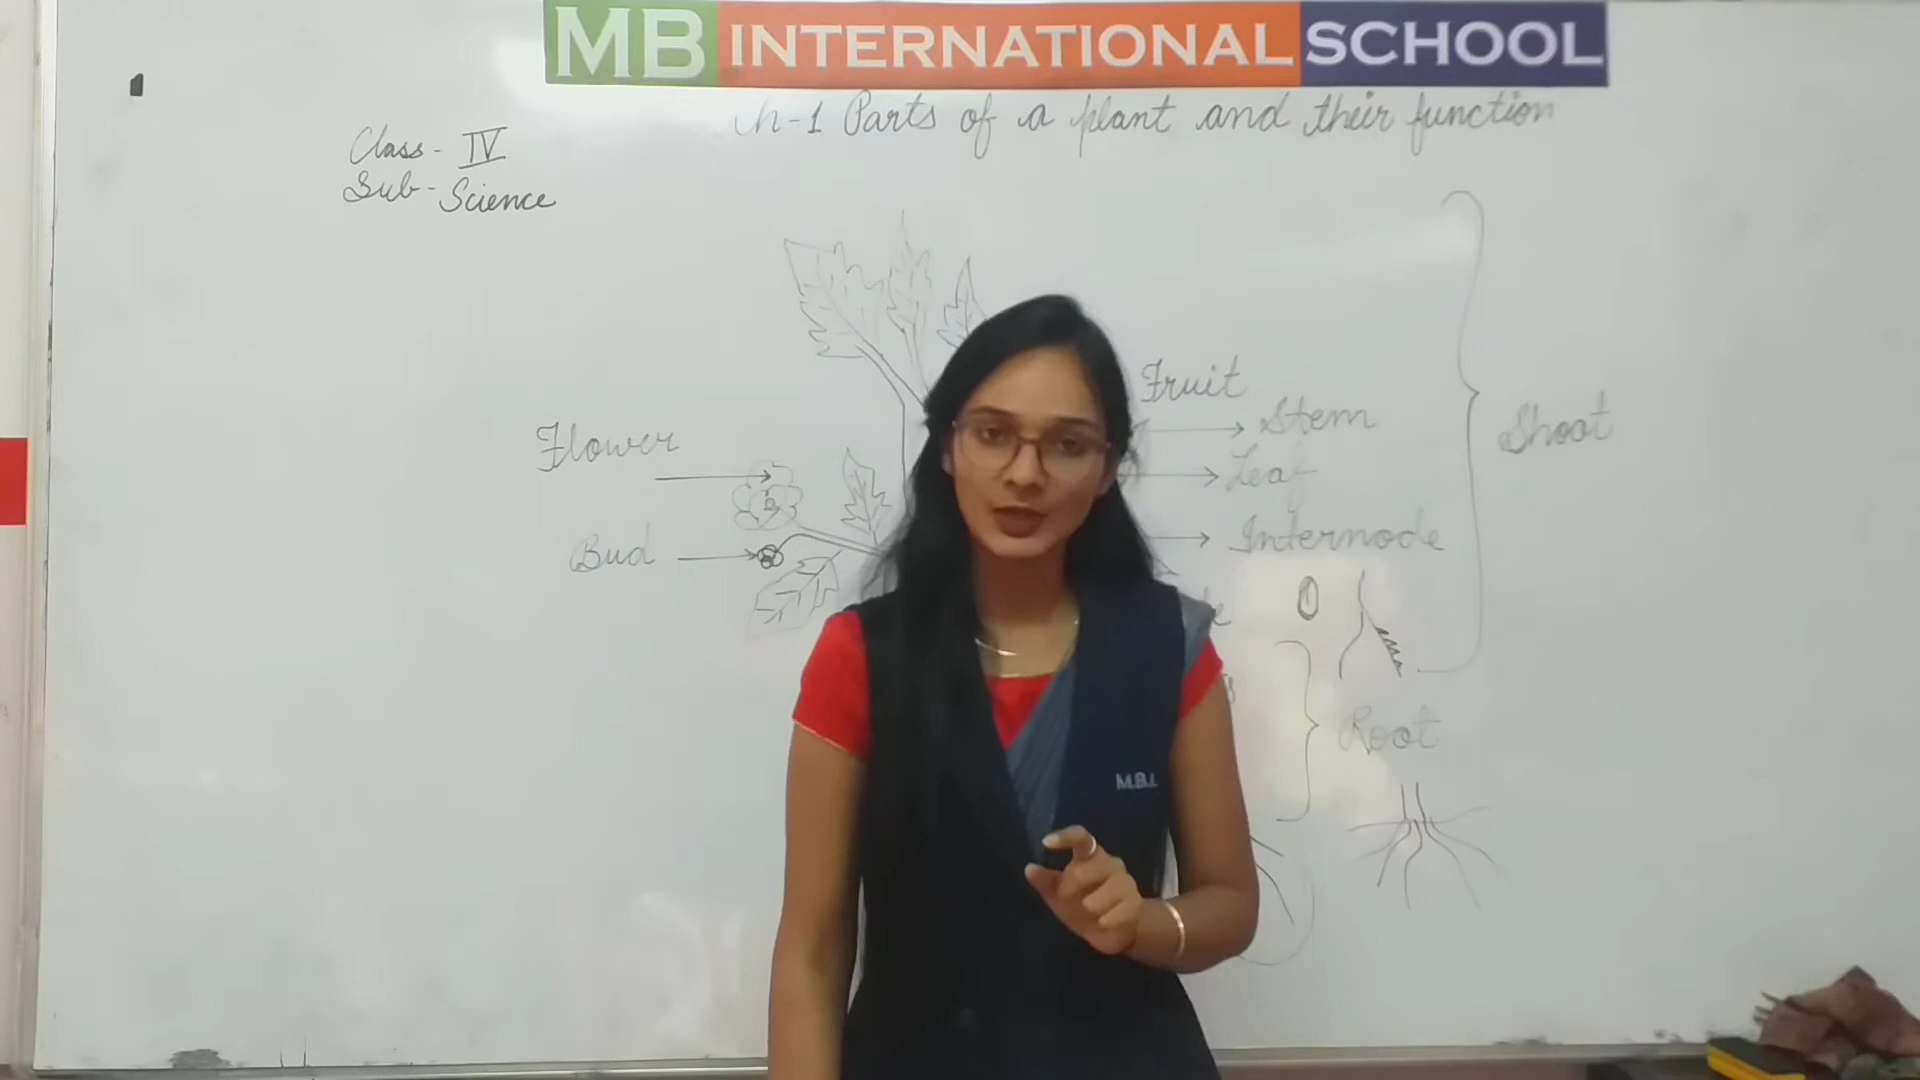 MB INTERNATIONAL SCHOOL
Ch-1 Parts of a plant and their function
Class - IV
Sub - Science
Fruit
Stem
Flower
Shoot
Leaf
Internode
Bud
Root
M.B.I.